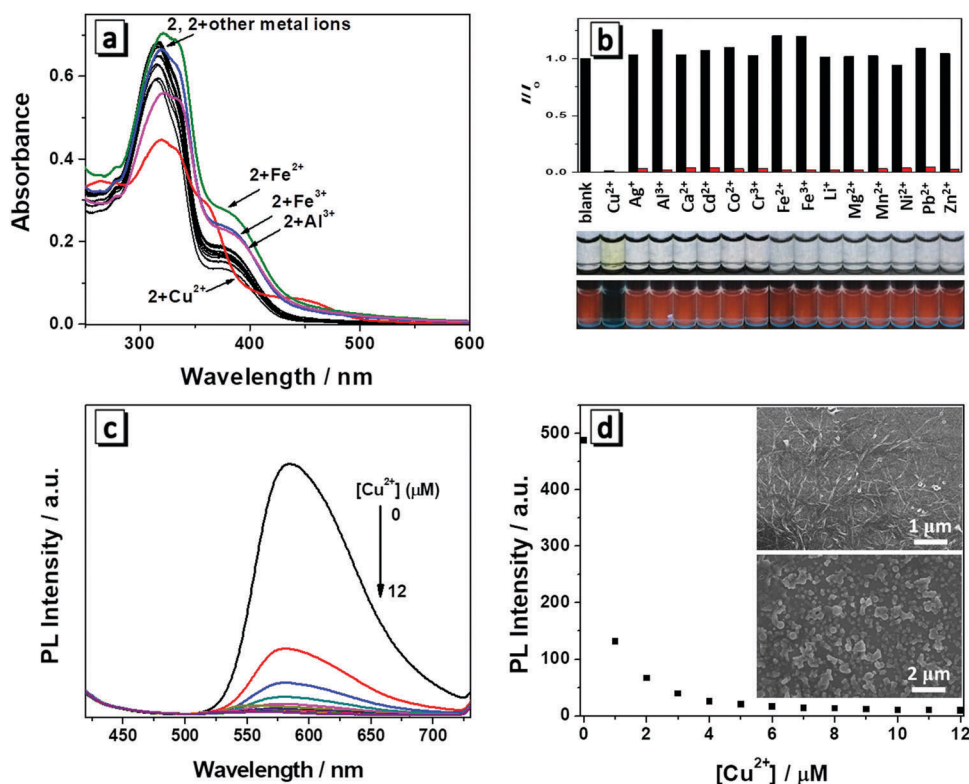 a
2, 2+other metal ions
2+Fe²⁺
2+Fe³⁺
2+Al³⁺
2+Cu²⁺
Absorbance
0.6
0.4
0.2
0.0
300
400
500
600
Wavelength / nm
b
I/I₀
1.0
0.5
0.0
blank
Cu²⁺
Ag⁺
Al³⁺
Ca²⁺
Cd²⁺
Co²⁺
Cr³⁺
Fe²⁺
Fe³⁺
Li⁺
Mg²⁺
Mn²⁺
Ni²⁺
Pb²⁺
Zn²⁺
c
[Cu²⁺] (μM)
0
12
PL Intensity / a.u.
450
500
550
600
650
700
Wavelength / nm
d
PL Intensity / a.u.
500
400
300
200
100
0
1 μm
2 μm
0
2
4
6
8
10
12
[Cu²⁺] / μM